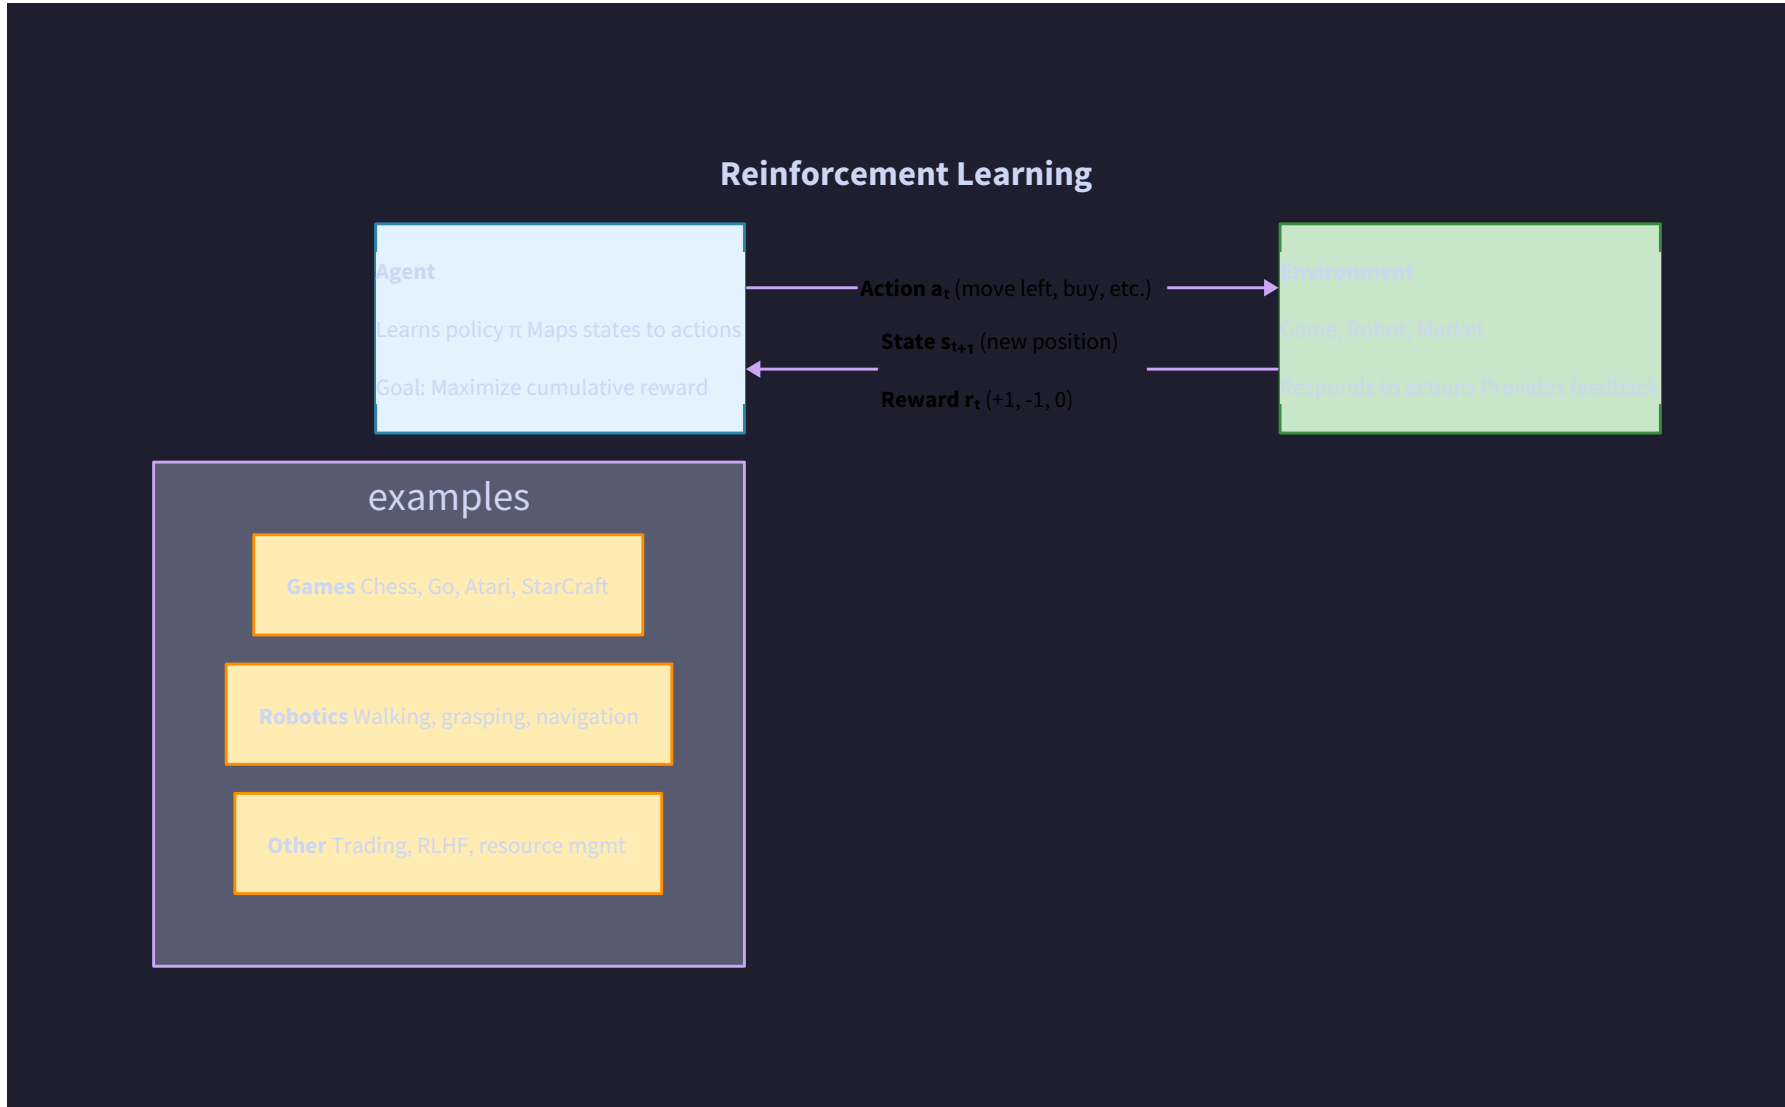 Reinforcement Learning
Agent
Learns policy π Maps states to actions
Goal: Maximize cumulative reward
Action aₜ (move left, buy, etc.)
State sₜ₊₁ (new position)
Reward rₜ (+1, -1, 0)
Environment
Game, Robot, Market
Responds to actions Provides feedback
examples
Games Chess, Go, Atari, StarCraft
Robotics Walking, grasping, navigation
Other Trading, RLHF, resource mgmt